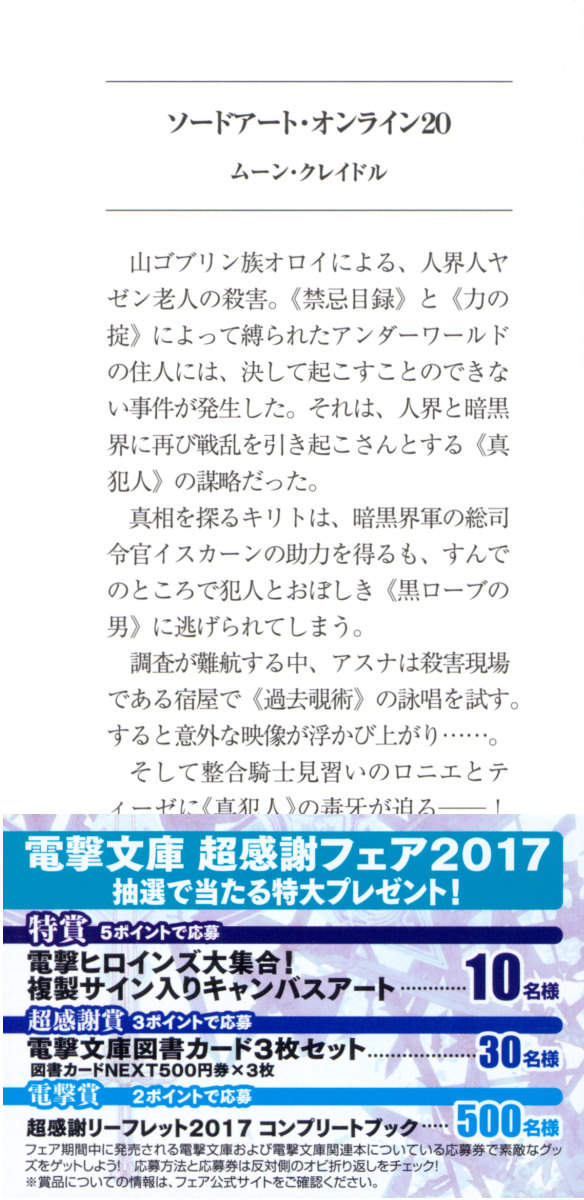 ソードアート・オンライン20
ムーン・クレイドル
山ゴブリン族オロイによる、人界人ヤ
ゼン老人の殺害。《禁忌目録》と《力の
掟》によって縛られたアンダーワールド
の住人には、決して起こすことのできな
い事件が発生した。それは、人界と暗黒
界に再び戦乱を引き起こさんとする《真
犯人》の謀略だった。
真相を探るキリトは、暗黒界軍の総司
令官イスカーンの助力を得るも、すんで
のところで犯人とおぼしき《黒ローブの
男》に逃げられてしまう。
調査が難航する中、アスナは殺害現場
である宿屋で《過去覗術》の詠唱を試す。
すると意外な映像が浮かび上がり……。
そして整合騎士見習いのロニエとテ
ィーゼに《真犯人》の毒牙が迫る――！
電撃文庫 超感謝フェア2017
抽選で当たる特大プレゼント！
特賞 5ポイントで応募
電撃ヒロインズ大集合！
複製サイン入りキャンバスアート…………10名様
超感謝賞 3ポイントで応募
電撃文庫図書カード3枚セット………………30名様
図書カードNEXT500円券×3枚
電撃賞 2ポイントで応募
超感謝リーフレット2017 コンプリートブック……500名様
フェア期間中に発売される電撃文庫および電撃文庫関連本についている応募券で素敵なグッ
ズをゲットしよう！ 応募方法と応募券は反対側のオビ折り返しをチェック！
※賞品についての情報は、フェア公式サイトをご確認ください。